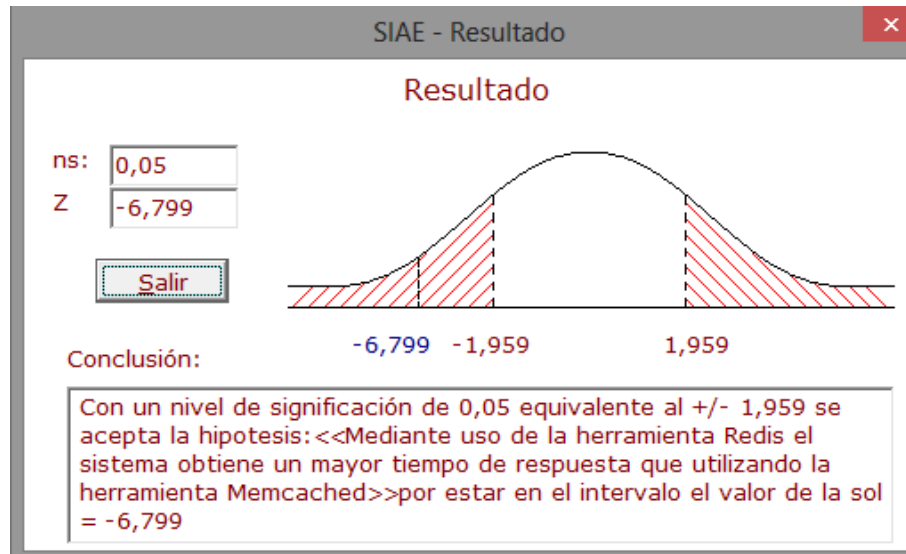 SIAE - Resultado
×
Resultado
ns:
0,05
Z
-6,799
Salir
-6,799
-1,959
1,959
Conclusión:
Con un nivel de significación de 0,05 equivalente al +/- 1,959 se
acepta la hipotesis:<<Mediante uso de la herramienta Redis el
sistema obtiene un mayor tiempo de respuesta que utilizando la
herramienta Memcached>>por estar en el intervalo el valor de la sol
= -6,799